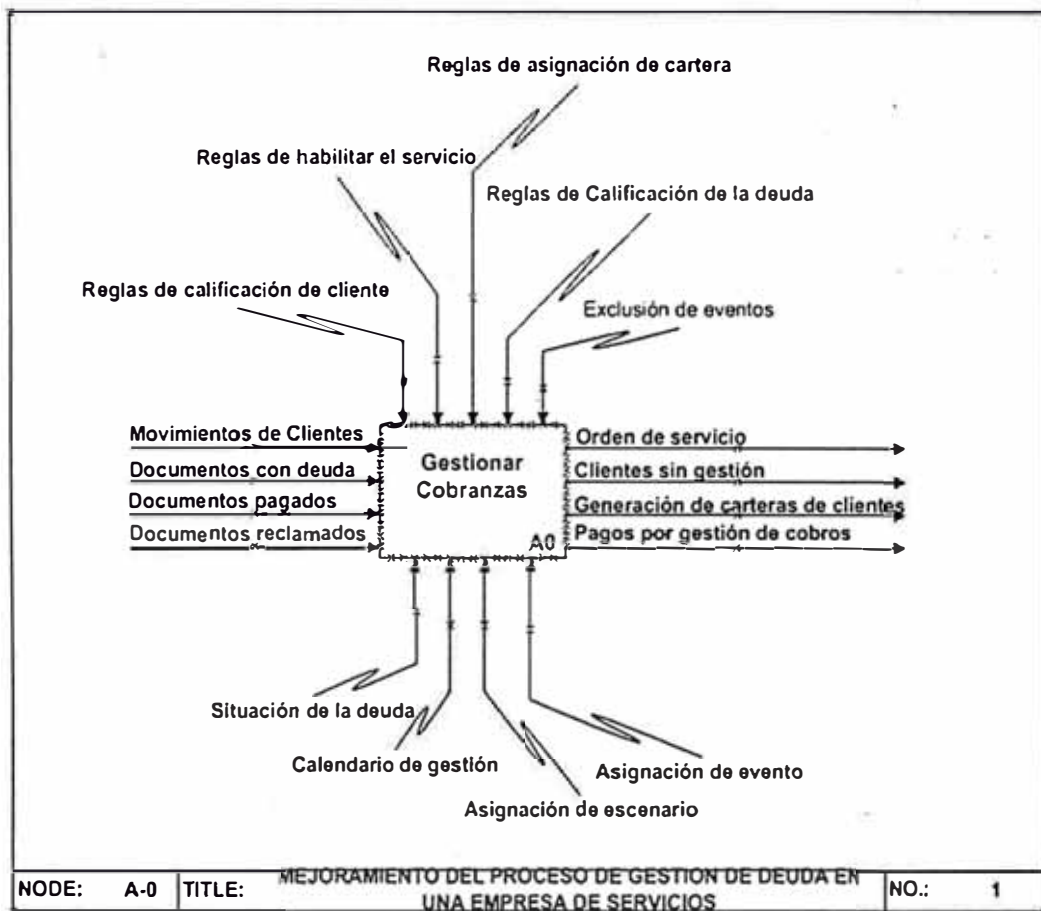 Reglas de asignación de cartera
Reglas de habilitar el servicio
Reglas de Calificación de la deuda
Reglas de calificación de cliente
Exclusión de eventos
Movimientos de Clientes
Documentos con deuda
Documentos pagados
Documentos reclamados
Gestionar
Cobranzas
A0
Orden de servicio
Clientes sin gestión
Generación de carteras de clientes
Pagos por gestión de cobros
Situación de la deuda
Calendario de gestión
Asignación de evento
Asignación de escenario
NODE: A-0 TITLE: MEJORAMIENTO DEL PROCESO DE GESTION DE DEUDA EN
UNA EMPRESA DE SERVICIOS
NO.: 1